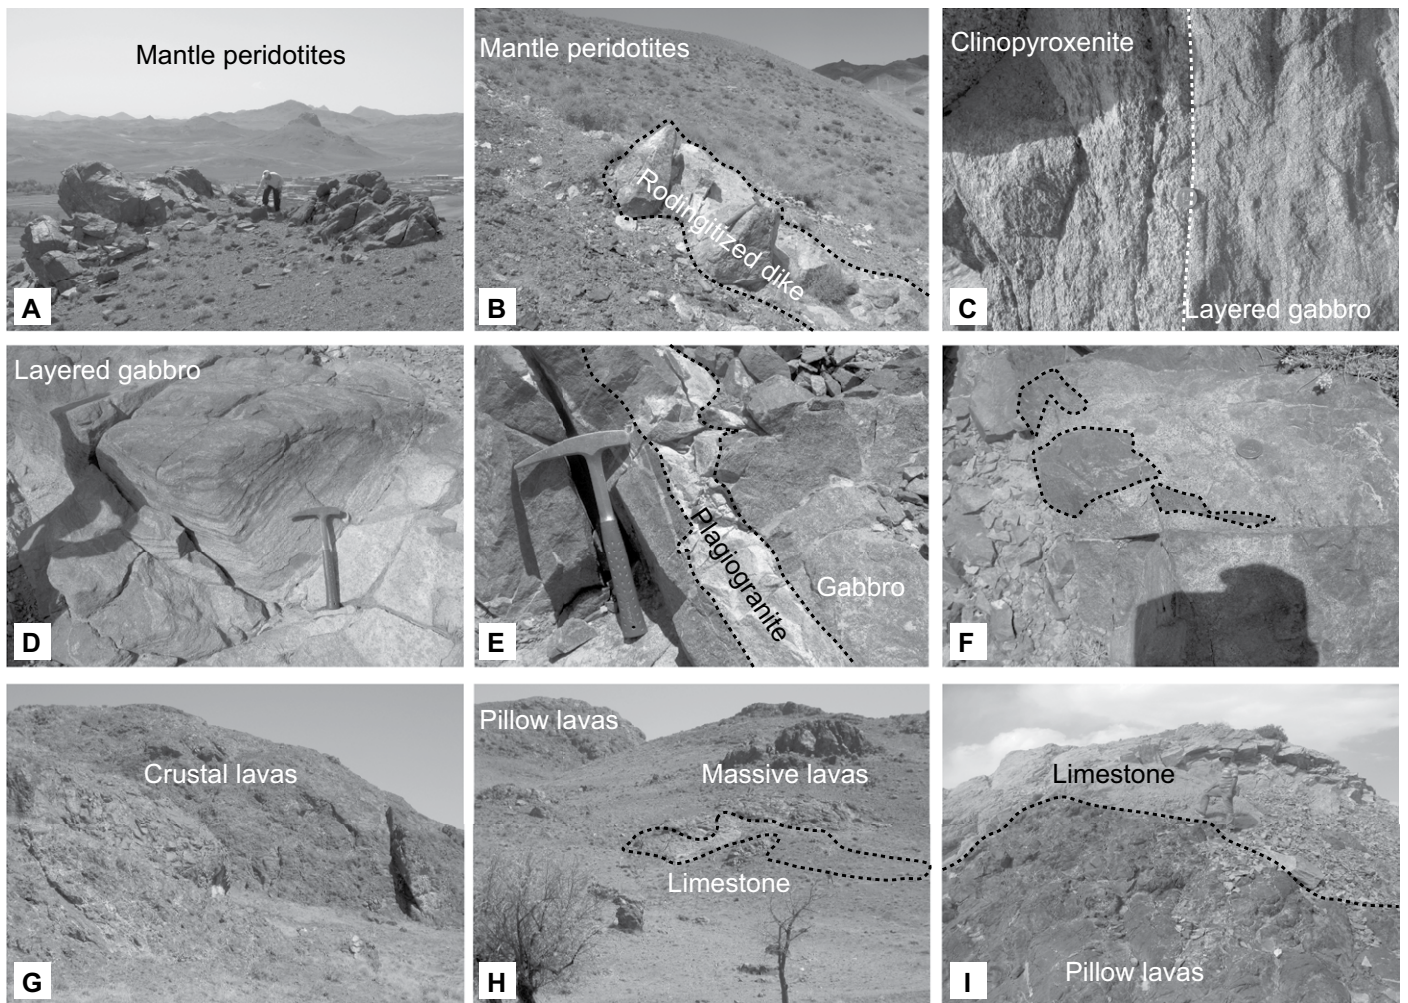 Mantle peridotites
A
Mantle peridotites
Rodingitized dike
B
Clinopyroxenite
Layered gabbro
C
Layered gabbro
D
Plagiogranite
Gabbro
E
F
Crustal lavas
G
Pillow lavas
Massive lavas
Limestone
H
Limestone
Pillow lavas
I